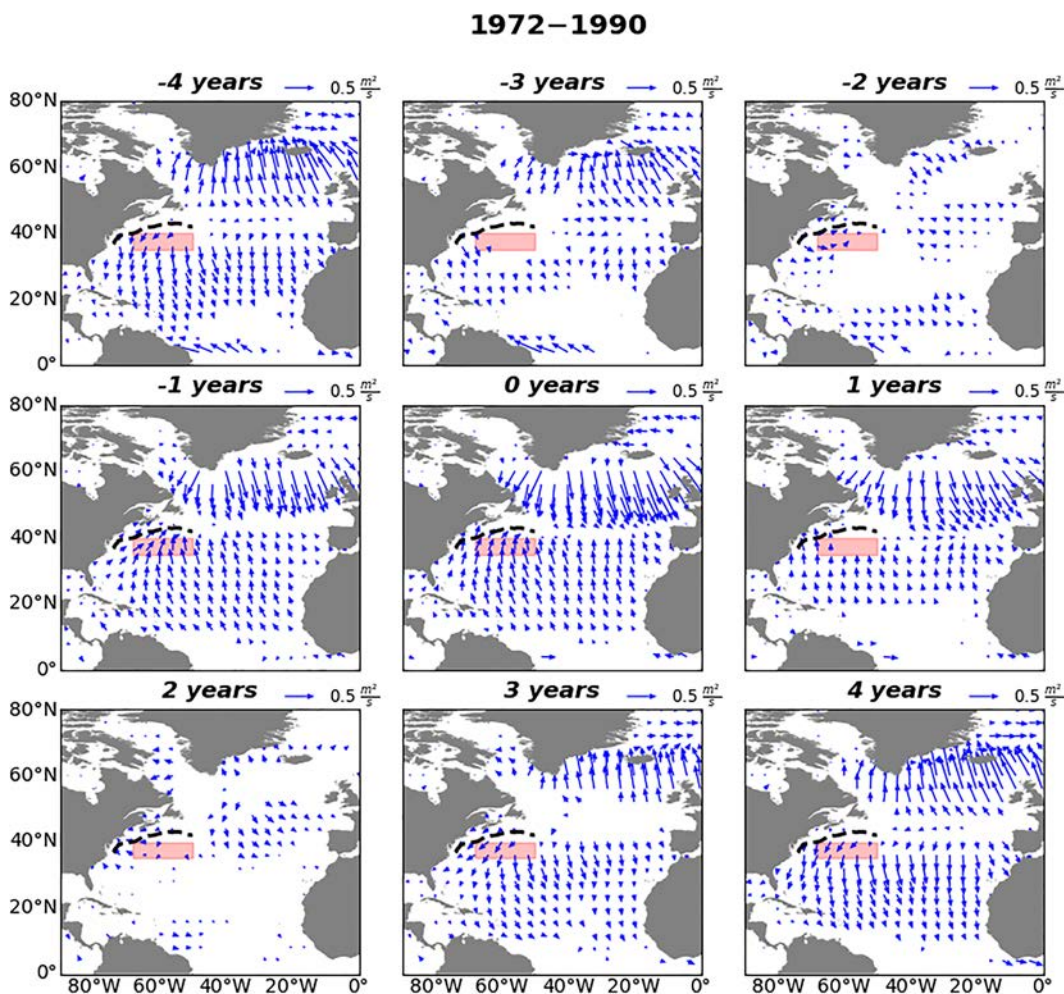 1972−1990
-4 years 0.5 m²/s
-3 years 0.5 m²/s
-2 years 0.5 m²/s
80°N
60°N
40°N
20°N
0°
-1 years 0.5 m²/s
0 years 0.5 m²/s
1 years 0.5 m²/s
80°N
60°N
40°N
20°N
0°
2 years 0.5 m²/s
3 years 0.5 m²/s
4 years 0.5 m²/s
80°N
60°N
40°N
20°N
0°
80°W 60°W 40°W 20°W 0°
80°W 60°W 40°W 20°W 0°
80°W 60°W 40°W 20°W 0°